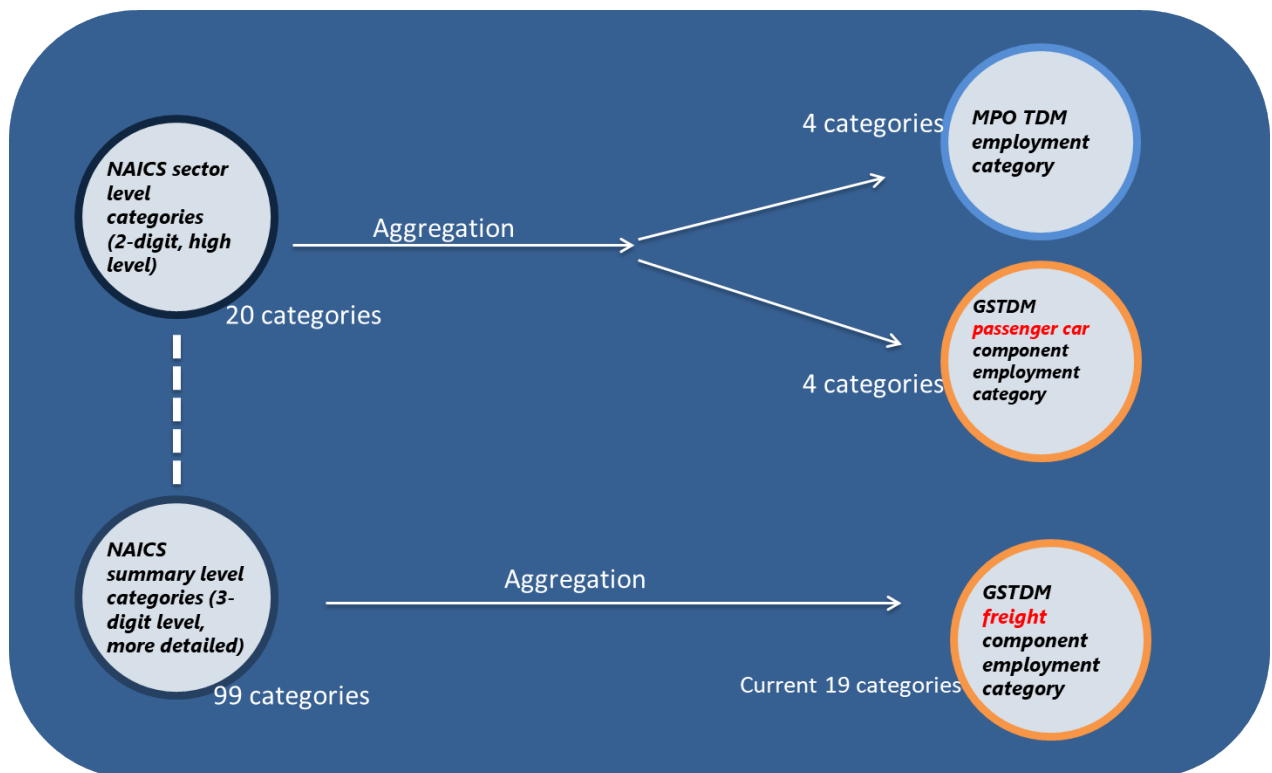 NAICS sector
level
categories
(2-digit, high
level)
20 categories
Aggregation
4 categories
MPO TDM
employment
category
4 categories
GSTDM
passenger car
component
employment
category
NAICS
summary level
categories (3-
digit level,
more detailed)
99 categories
Aggregation
Current 19 categories
GSTDM
freight
component
employment
category